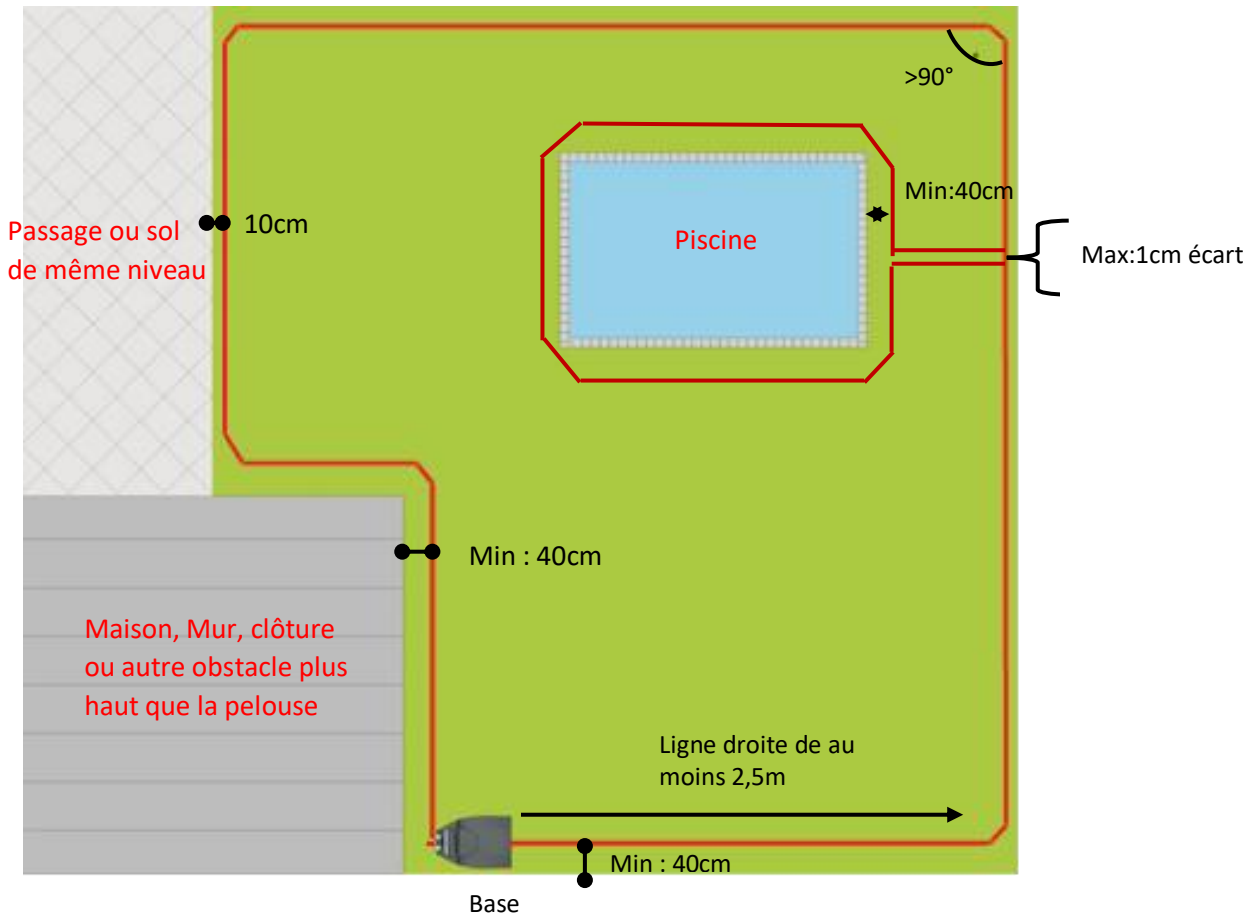 >90°
Min:40cm
Passage ou sol
de même niveau
10cm
Piscine
Max:1cm écart
Min : 40cm
Maison, Mur, clôture
ou autre obstacle plus
haut que la pelouse
Ligne droite de au
moins 2,5m
Min : 40cm
Base